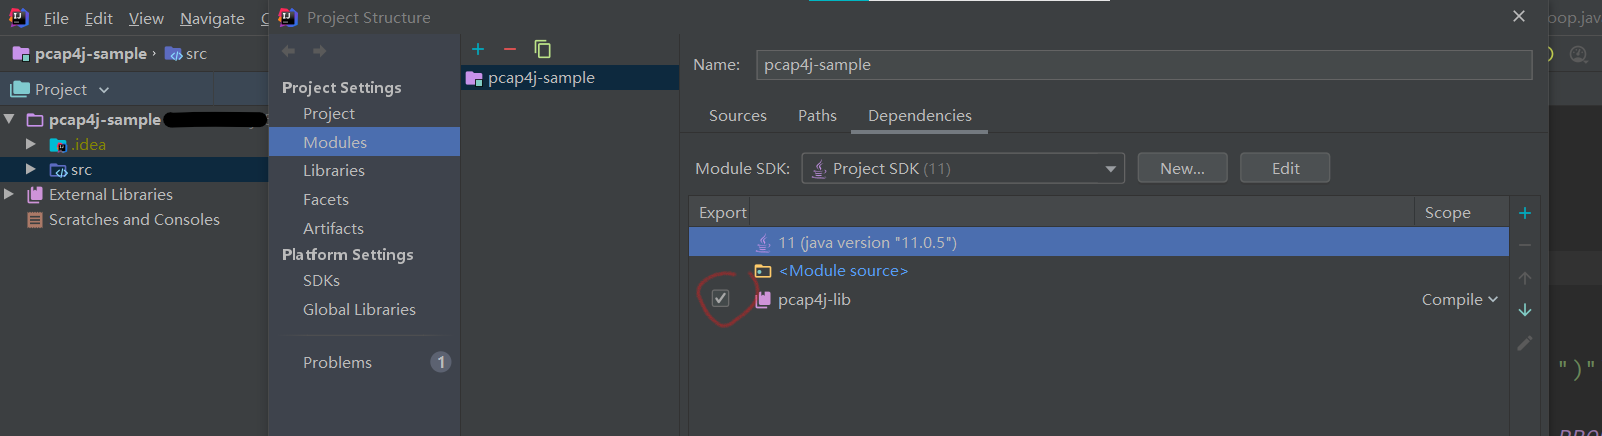 File Edit View Navigate
Project Structure
oop.java
pcap4j-sample › src
Project
pcap4j-sample
.idea
src
External Libraries
Scratches and Consoles
Project Settings
Project
Modules
Libraries
Facets
Artifacts
Platform Settings
SDKs
Global Libraries
Problems 1
pcap4j-sample
Name: pcap4j-sample
Sources Paths Dependencies
Module SDK: Project SDK (11) New... Edit
Export Scope
11 (java version "11.0.5")
<Module source>
pcap4j-lib Compile
")"